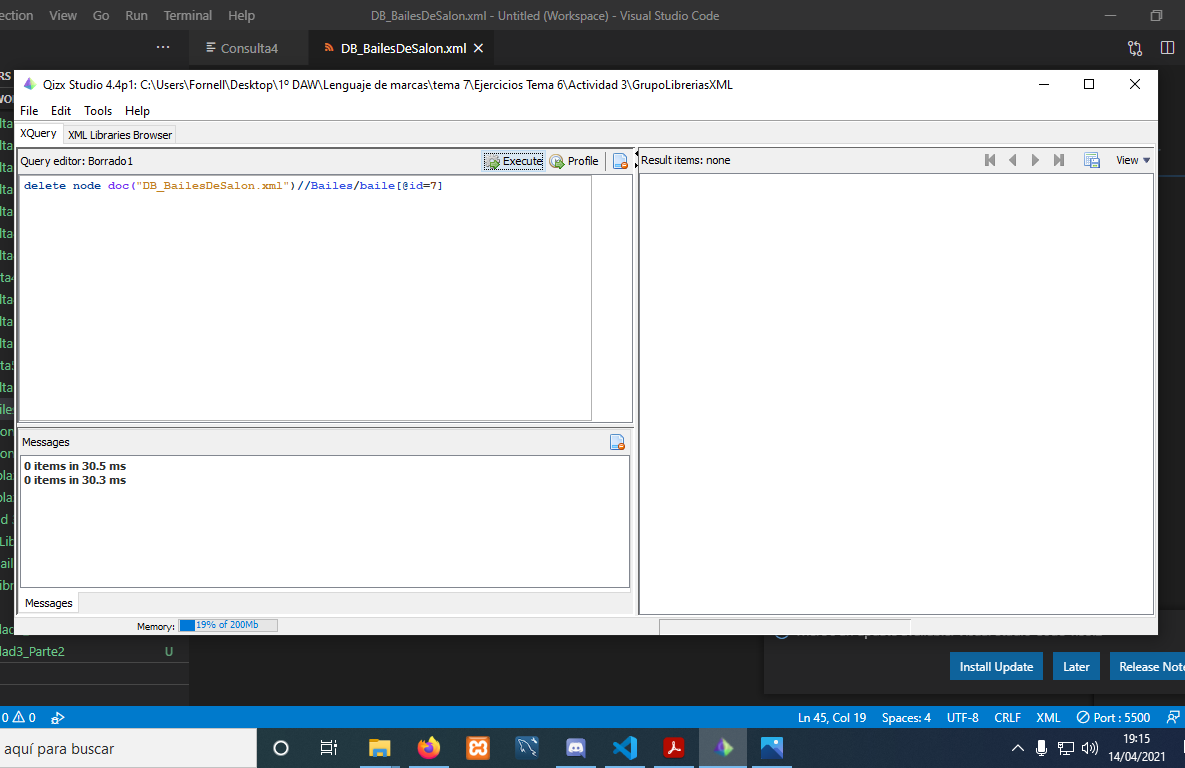 ection View Go Run Terminal Help
DB_BailesDeSalon.xml - Untitled (Workspace) - Visual Studio Code
Consulta4
DB_BailesDeSalon.xml
Qizx Studio 4.4p1: C:\Users\Fornell\Desktop\1º DAW\Lenguaje de marcas\tema 7\Ejercicios Tema 6\Actividad 3\GrupoLibreriasXML
File Edit Tools Help
XQuery XML Libraries Browser
Query editor: Borrado1
Execute Profile
Result items: none
View
delete node doc("DB_BailesDeSalon.xml")//Bailes/baile[@id=7]
Messages
0 items in 30.5 ms
0 items in 30.3 ms
Messages
Memory: 19% of 200Mb
lad3_Parte2 U
Install Update Later Release Note
0 0
Ln 45, Col 19 Spaces: 4 UTF-8 CRLF XML Port : 5500
aquí para buscar
19:15
14/04/2021